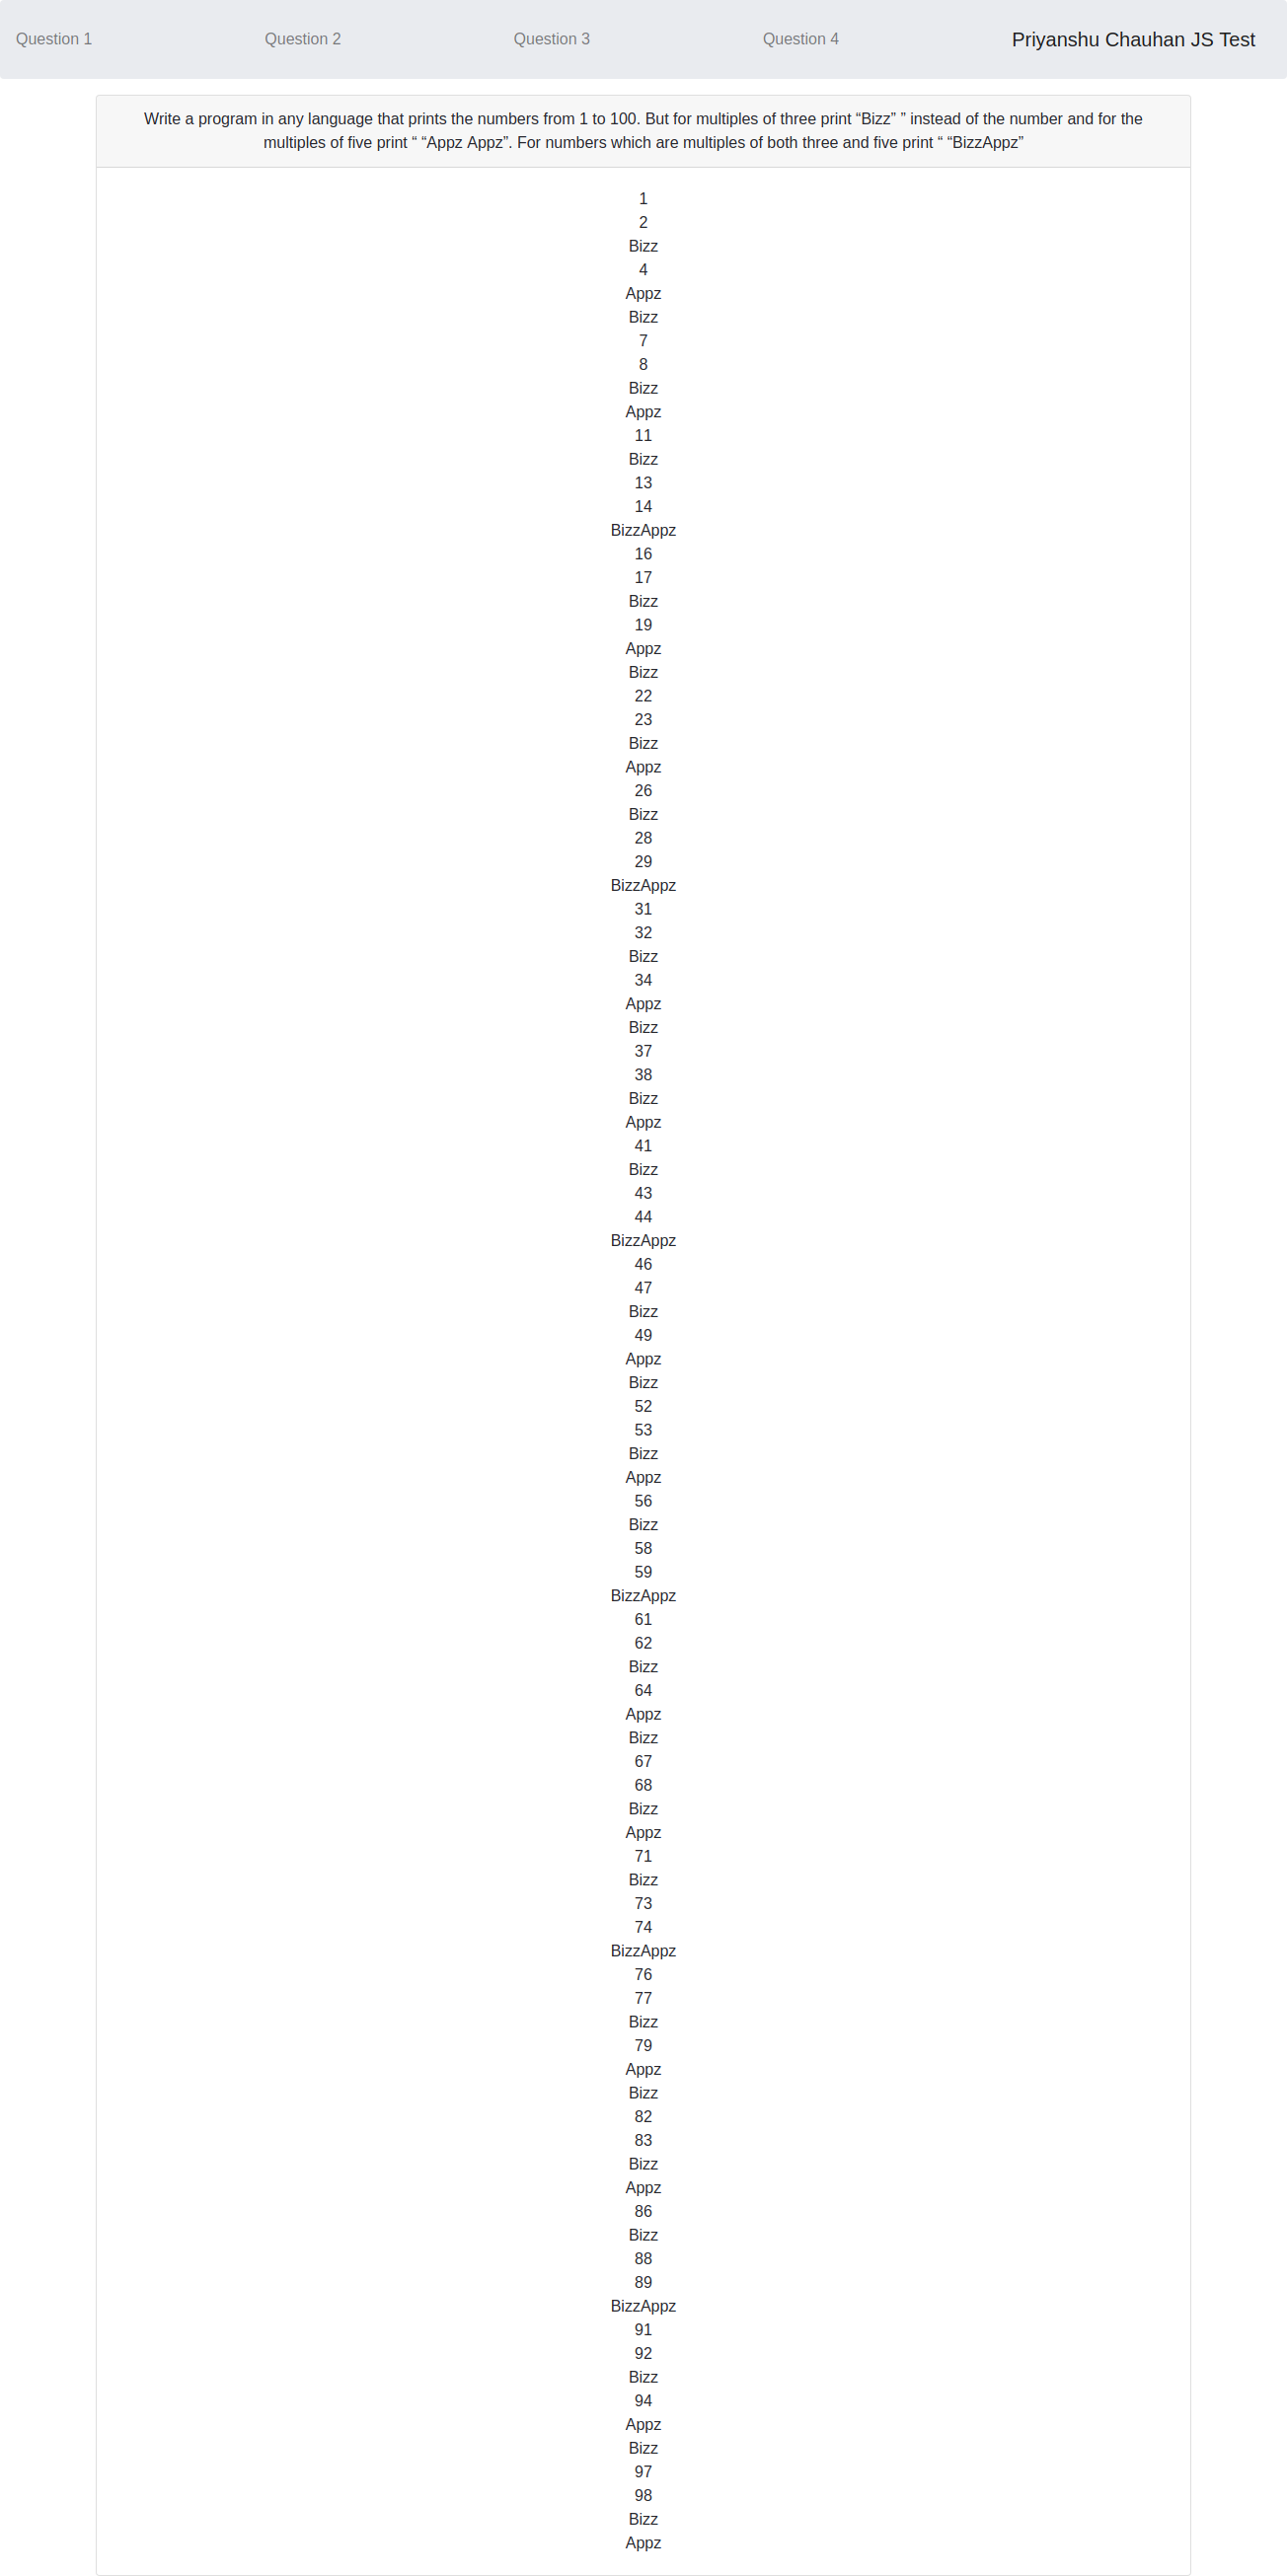 Question 1 Question 2 Question 3 Question 4 Priyanshu Chauhan JS Test
Write a program in any language that prints the numbers from 1 to 100. But for multiples of three print “Bizz” ” instead of the number and for the
multiples of five print “ “Appz Appz”. For numbers which are multiples of both three and five print “ “BizzAppz”
1
2
Bizz
4
Appz
Bizz
7
8
Bizz
Appz
11
Bizz
13
14
BizzAppz
16
17
Bizz
19
Appz
Bizz
22
23
Bizz
Appz
26
Bizz
28
29
BizzAppz
31
32
Bizz
34
Appz
Bizz
37
38
Bizz
Appz
41
Bizz
43
44
BizzAppz
46
47
Bizz
49
Appz
Bizz
52
53
Bizz
Appz
56
Bizz
58
59
BizzAppz
61
62
Bizz
64
Appz
Bizz
67
68
Bizz
Appz
71
Bizz
73
74
BizzAppz
76
77
Bizz
79
Appz
Bizz
82
83
Bizz
Appz
86
Bizz
88
89
BizzAppz
91
92
Bizz
94
Appz
Bizz
97
98
Bizz
Appz